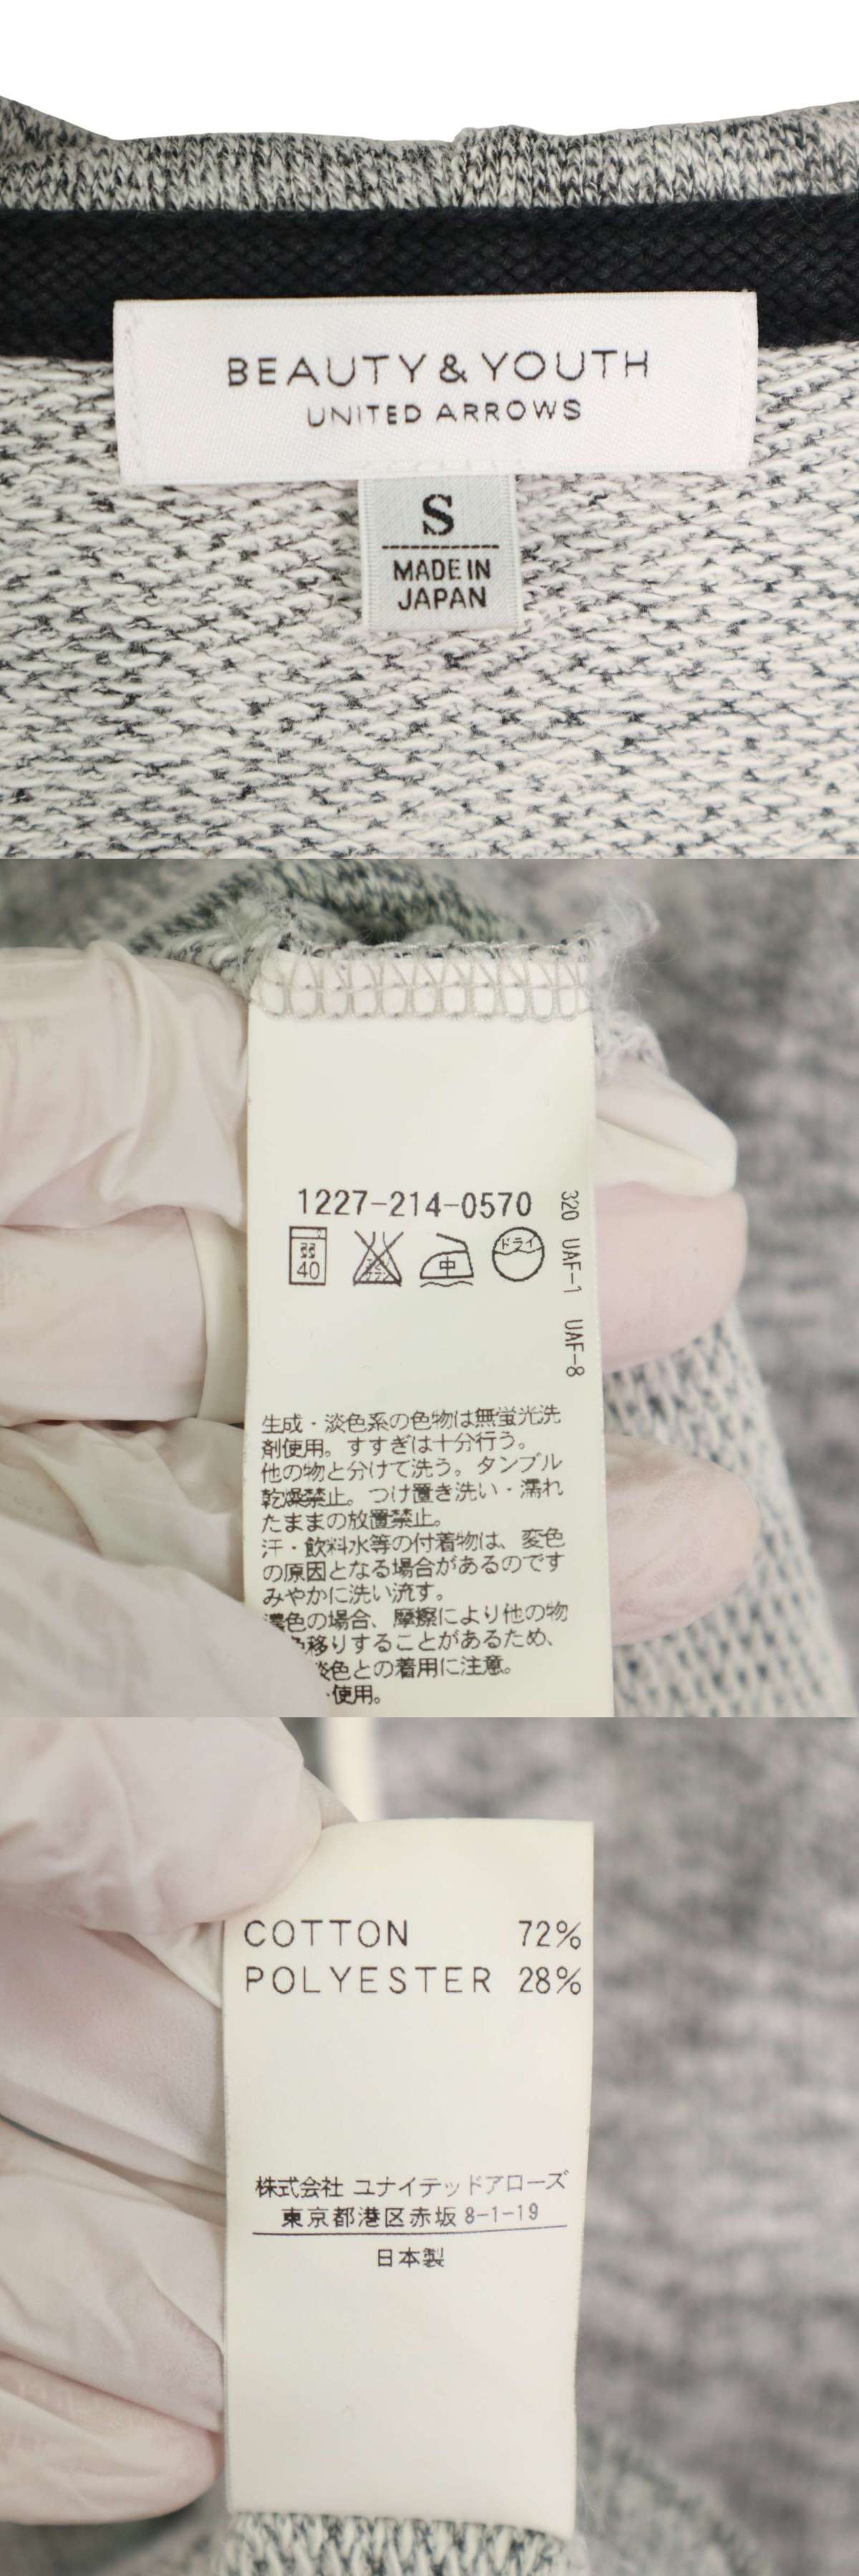 BEAUTY & YOUTH
UNITED ARROWS
S
MADE IN
JAPAN
1227-214-0570
320 UAF-1 UAF-8
弱
40
中
ドライ
生成・淡色系の色物は無蛍光洗
剤使用。すすぎは十分行う。
他の物と分けて洗う。タンブル
乾燥禁止。つけ置き洗い・濡れ
たままの放置禁止。
汗・飲料水等の付着物は、変色
の原因となる場合があるのです
みやかに洗い流す。
濃色の場合、摩擦により他の物
色移りすることがあるため、
淡色との着用に注意。
使用。
COTTON 72%
POLYESTER 28%
株式会社 ユナイテッドアローズ
東京都港区赤坂 8-1-19
日本製